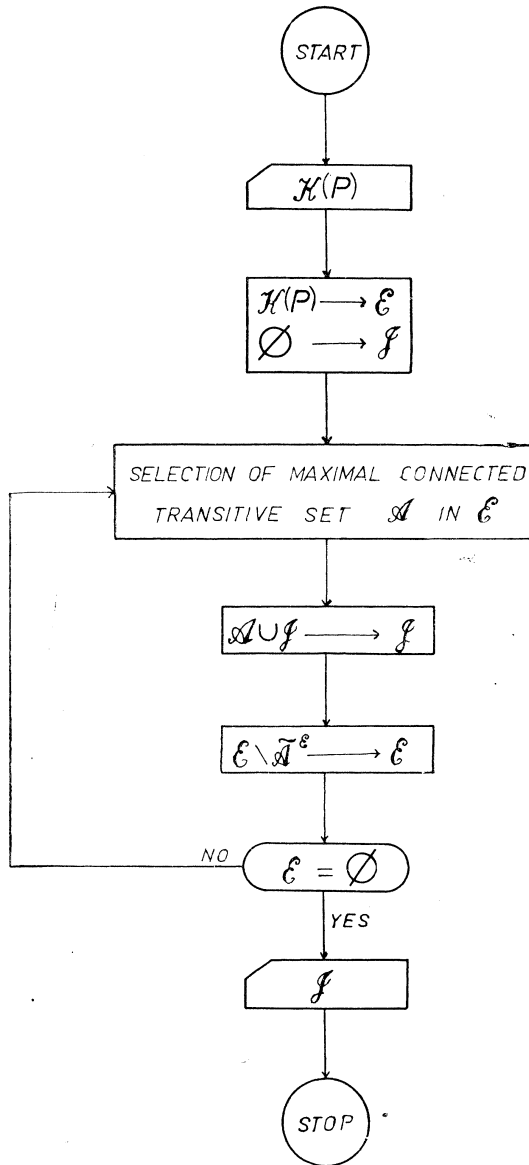 START
𝒦(P)
𝒦(P) → ℰ
∅ → 𝒥
SELECTION OF MAXIMAL CONNECTED
TRANSITIVE SET 𝒜 IN ℰ
𝒜 ∪ 𝒥 → 𝒥
ℰ \ 𝒜̃^ℰ → ℰ
NO
ℰ = ∅
YES
𝒥
STOP